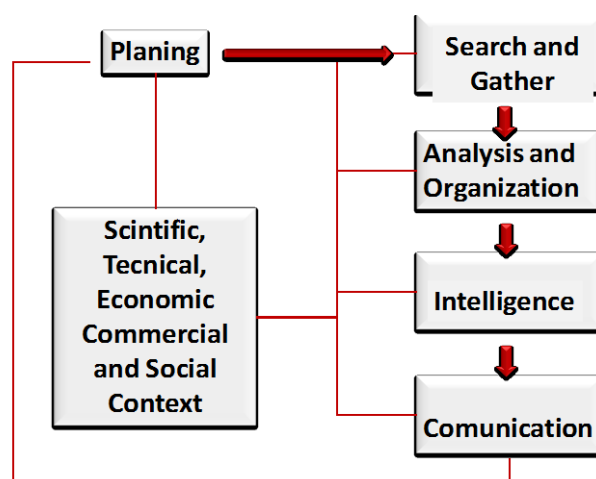 Planing
Search and
Gather
Analysis and
Organization
Scintific,
Tecnical,
Economic
Commercial
and Social
Context
Intelligence
Comunication